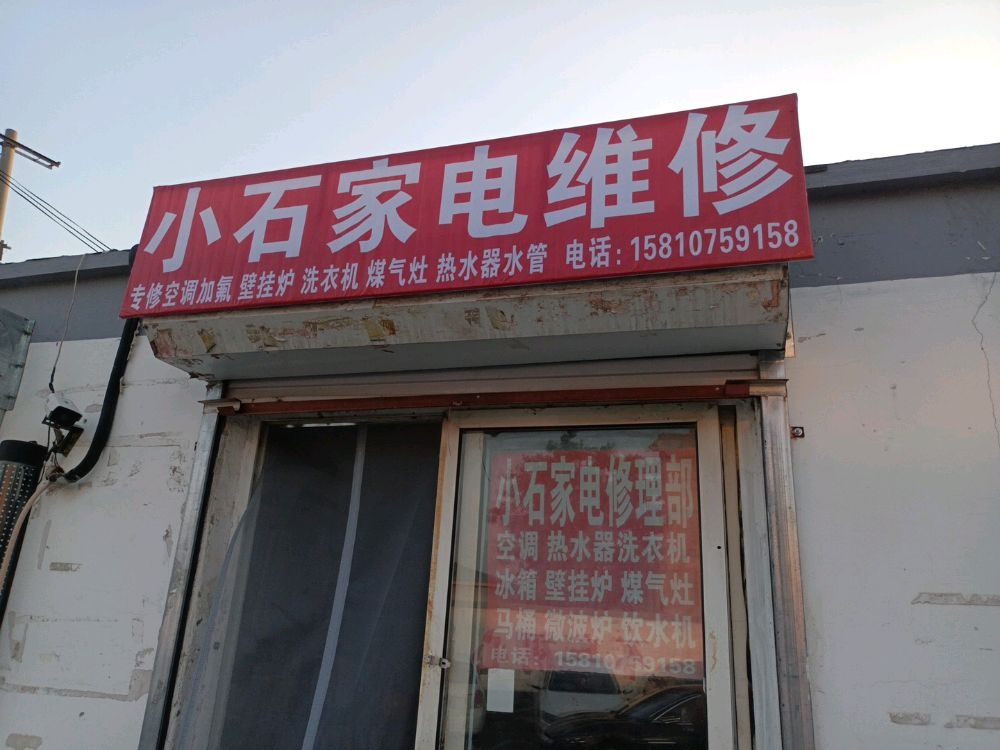 小石家电维修
专修空调加氟 壁挂炉 洗衣机 煤气灶 热水器水管 电话:15810759158
小石家电修理部
空调 热水器洗衣机
冰箱 壁挂炉 煤气灶
马桶 微波炉 饮水机
电话: 15810759158